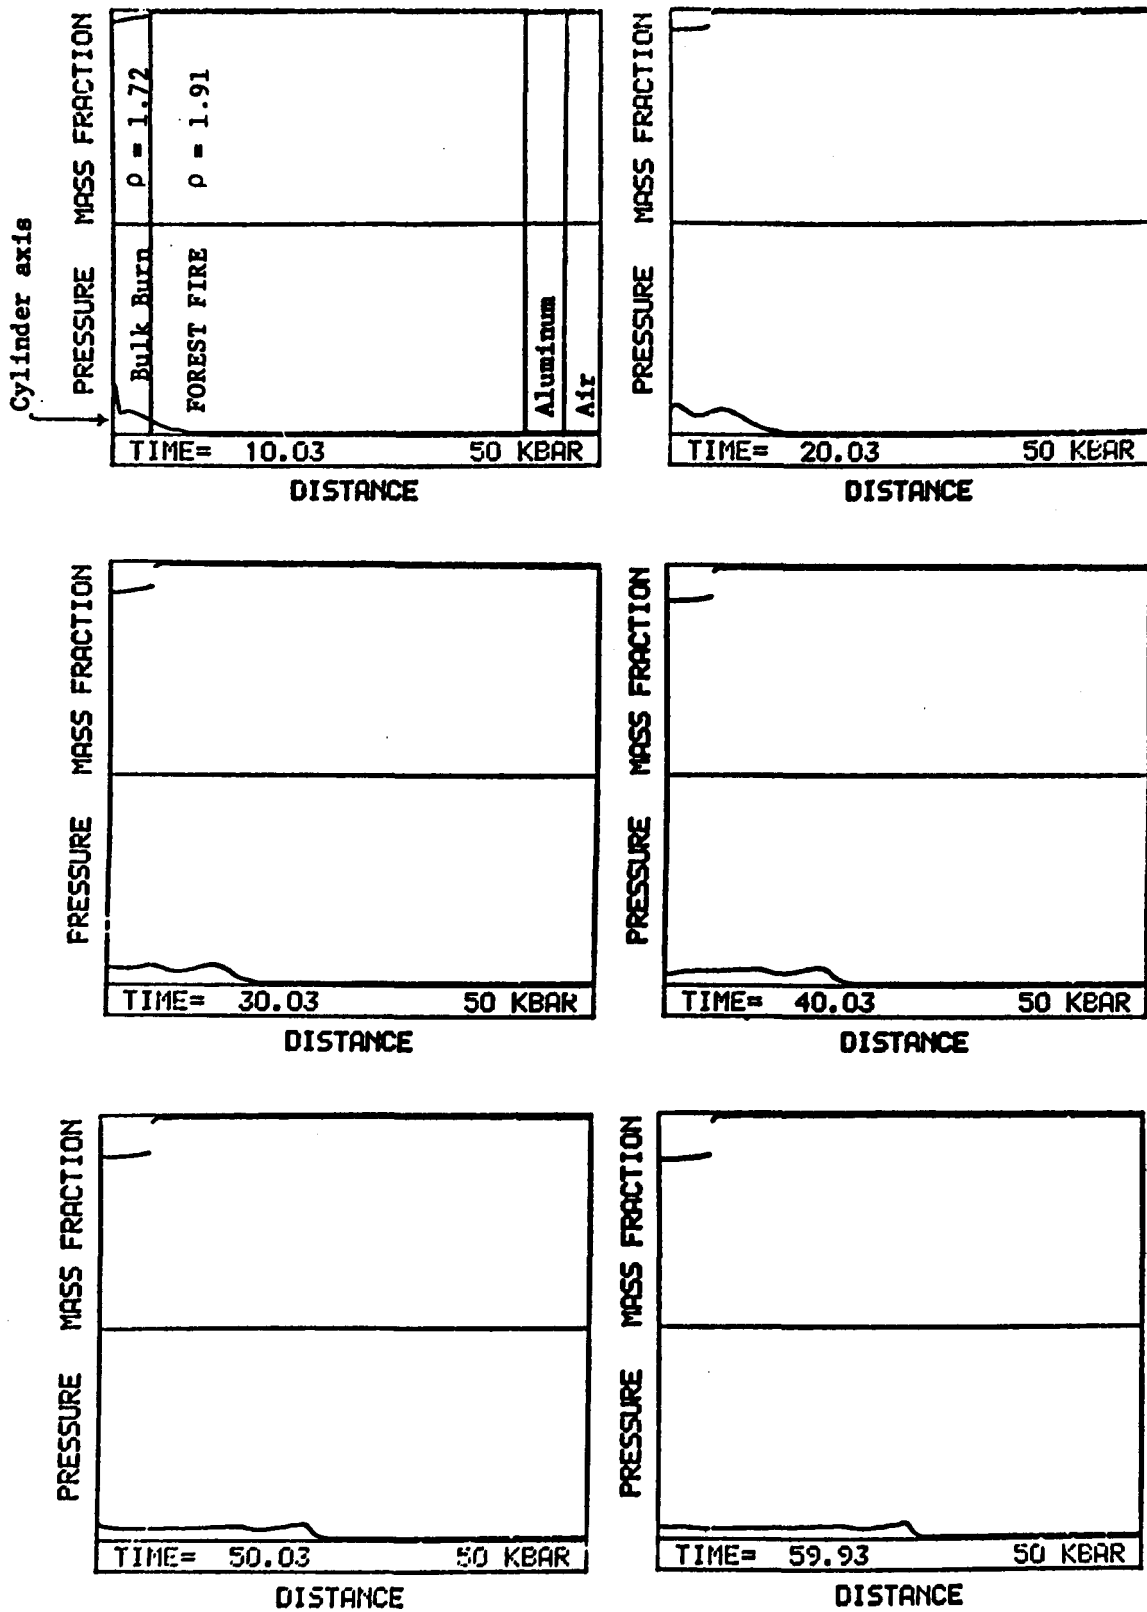 Cylinder axis
PRESSURE MASS FRACTION
Bulk Burn ρ = 1.72
FOREST FIRE ρ = 1.91
Aluminum
Air
TIME= 10.03 50 KBAR
DISTANCE
PRESSURE MASS FRACTION
TIME= 20.03 50 KBAR
DISTANCE
PRESSURE MASS FRACTION
TIME= 30.03 50 KBAR
DISTANCE
PRESSURE MASS FRACTION
TIME= 40.03 50 KBAR
DISTANCE
PRESSURE MASS FRACTION
TIME= 50.03 50 KBAR
DISTANCE
PRESSURE MASS FRACTION
TIME= 59.93 50 KBAR
DISTANCE